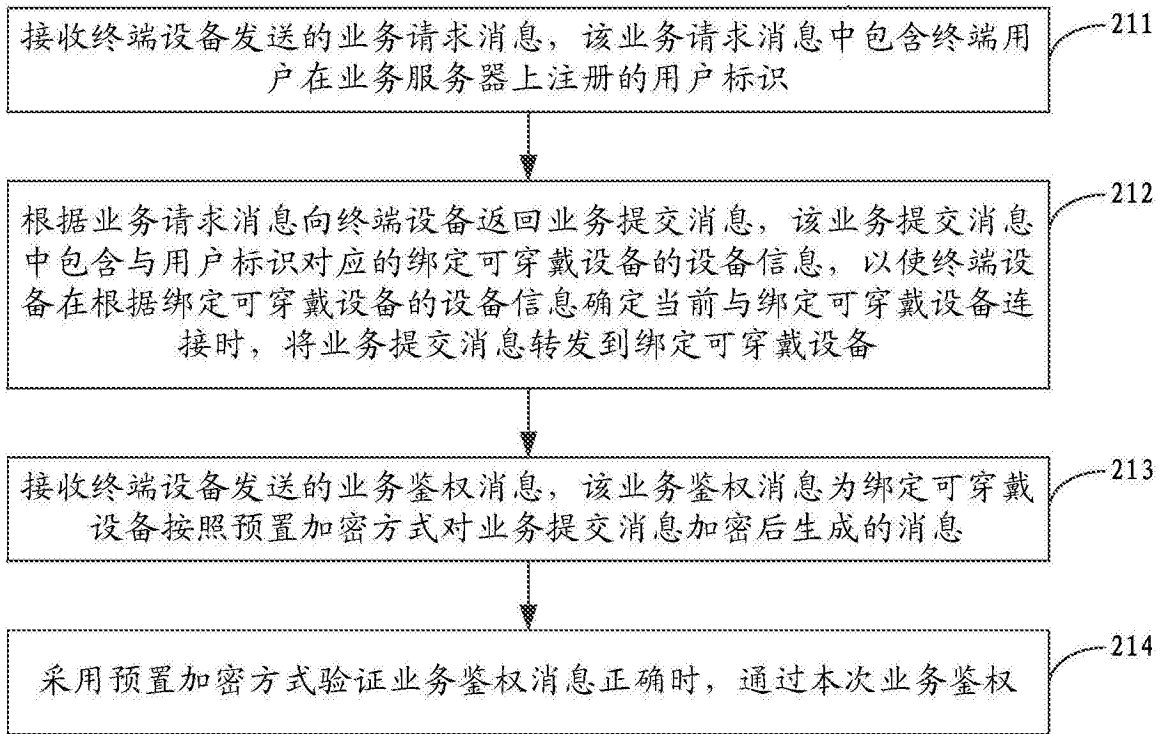 接收终端设备发送的业务请求消息，该业务请求消息中包含终端用
户在业务服务器上注册的用户标识
211
根据业务请求消息向终端设备返回业务提交消息，该业务提交消息
中包含与用户标识对应的绑定可穿戴设备的设备信息，以使终端设
备在根据绑定可穿戴设备的设备信息确定当前与绑定可穿戴设备连
接时，将业务提交消息转发到绑定可穿戴设备
212
接收终端设备发送的业务鉴权消息，该业务鉴权消息为绑定可穿戴
设备按照预置加密方式对业务提交消息加密后生成的消息
213
采用预置加密方式验证业务鉴权消息正确时，通过本次业务鉴权
214